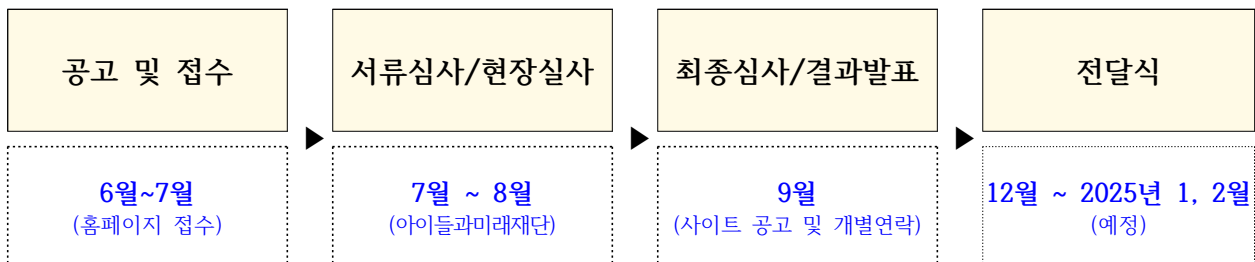 공고 및 접수
서류심사/현장실사
최종심사/결과발표
전달식
▶
▶
▶
6월~7월
(홈페이지 접수)
7월 ~ 8월
(아이들과미래재단)
9월
(사이트 공고 및 개별연락)
12월 ~ 2025년 1, 2월
(예정)